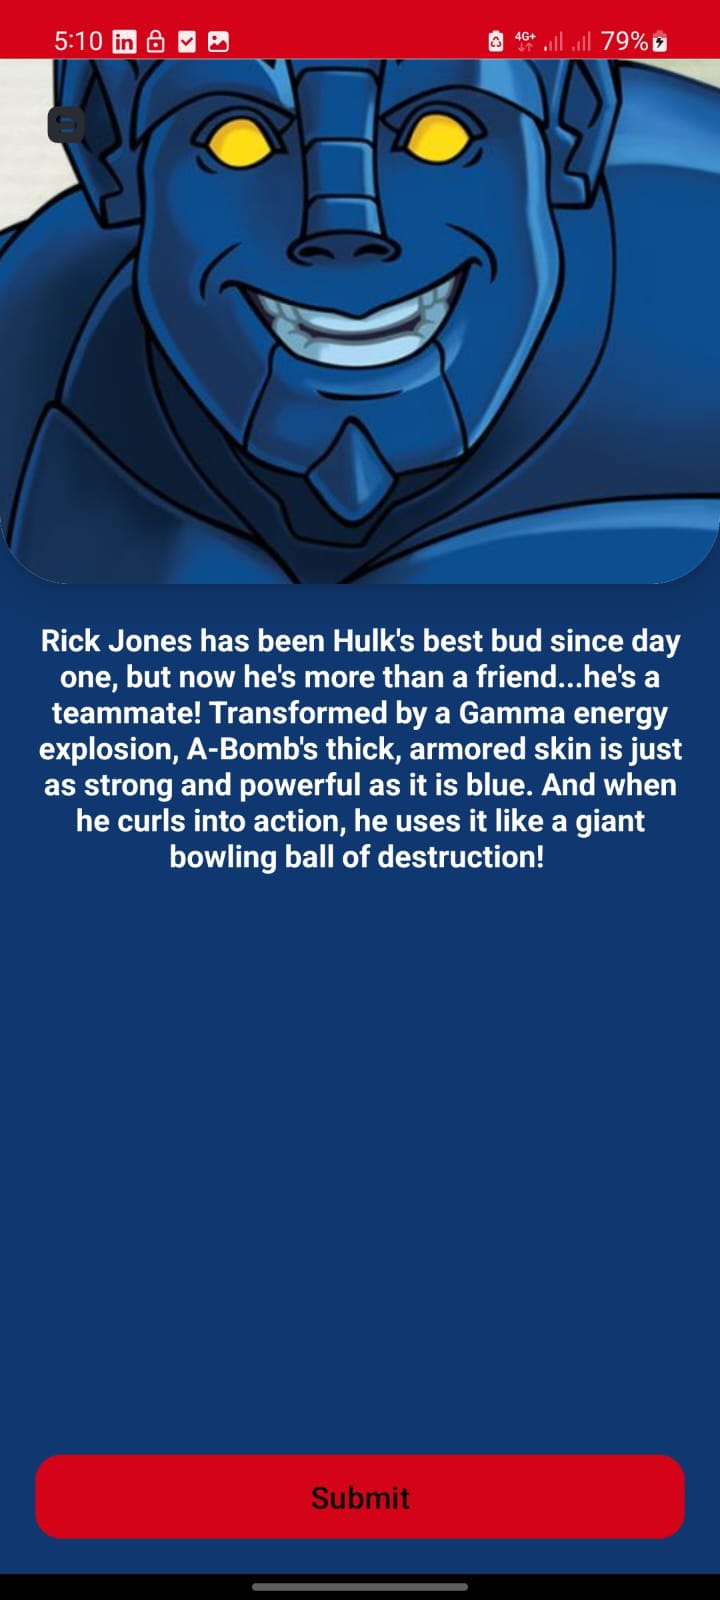 5:10 in 4G+ 79%
Rick Jones has been Hulk's best bud since day
one, but now he's more than a friend...he's a
teammate! Transformed by a Gamma energy
explosion, A-Bomb's thick, armored skin is just
as strong and powerful as it is blue. And when
he curls into action, he uses it like a giant
bowling ball of destruction!
Submit